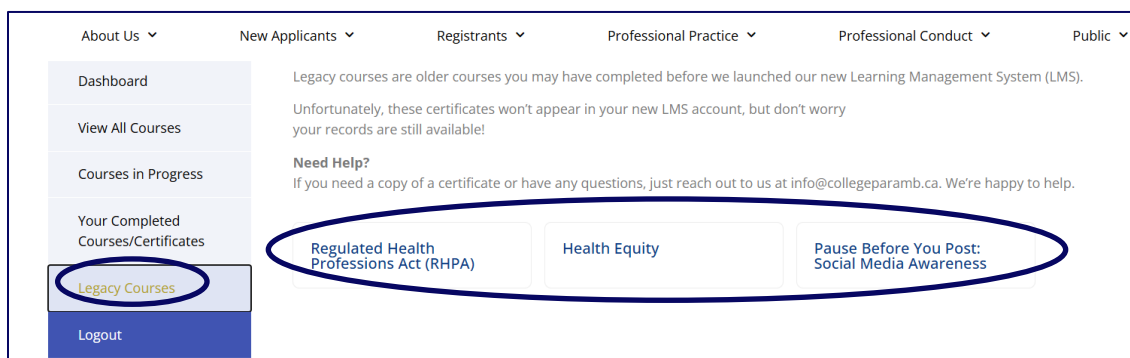 About Us New Applicants Registrants Professional Practice Professional Conduct Public
Dashboard
View All Courses
Courses in Progress
Your Completed
Courses/Certificates
Legacy Courses
Logout
Legacy courses are older courses you may have completed before we launched our new Learning Management System (LMS).
Unfortunately, these certificates won’t appear in your new LMS account, but don’t worry
your records are still available!
Need Help?
If you need a copy of a certificate or have any questions, just reach out to us at info@collegeparamb.ca. We’re happy to help.
Regulated Health
Professions Act (RHPA)
Health Equity
Pause Before You Post:
Social Media Awareness